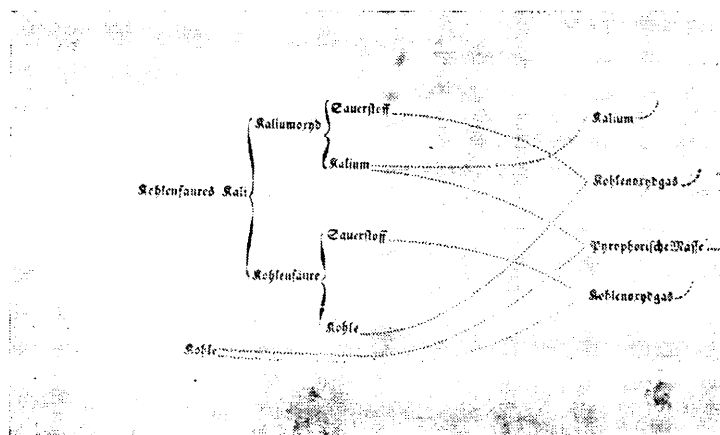 Sauerstoff
Kaliumoxyd
Kalium
Kalium
Kohlensaures Kali
Kohlenoxydgas
Sauerstoff
Pyrophorische Masse
Kohlensäure
Kohlenoxydgas
Kohle
Kohle